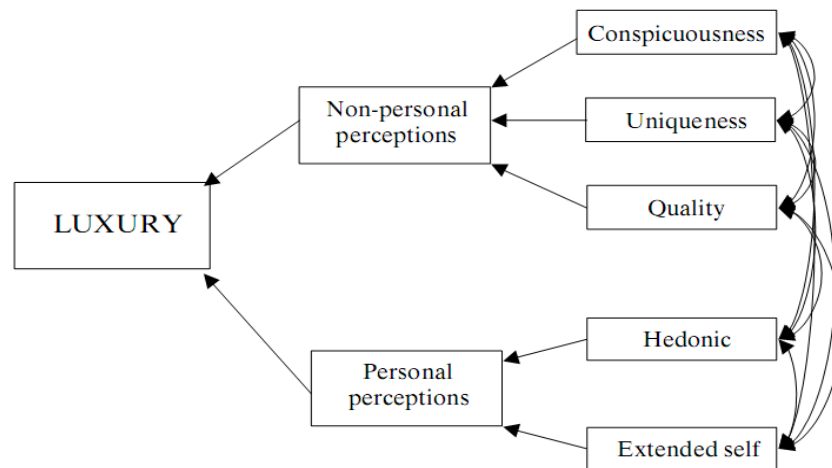 Conspicuousness
Non-personal
perceptions
Uniqueness
Quality
LUXURY
Hedonic
Personal
perceptions
Extended self